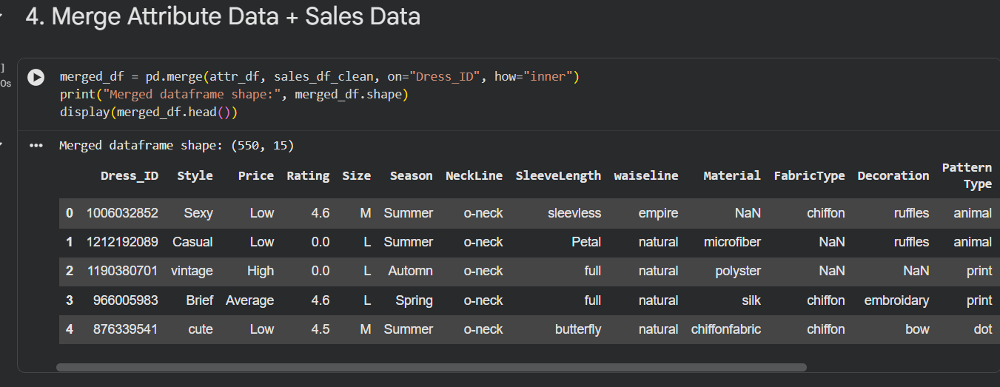 4. Merge Attribute Data + Sales Data
]
0s
merged_df = pd.merge(attr_df, sales_df_clean, on="Dress_ID", how="inner")
print("Merged dataframe shape:", merged_df.shape)
display(merged_df.head())
Merged dataframe shape: (550, 15)
Dress_ID Style Price Rating Size Season NeckLine SleeveLength waiseline Material FabricType Decoration Pattern Type
0 1006032852 Sexy Low 4.6 M Summer o-neck sleevless empire NaN chiffon ruffles animal
1 1212192089 Casual Low 0.0 L Summer o-neck Petal natural microfiber NaN ruffles animal
2 1190380701 vintage High 0.0 L Automn o-neck full natural polyster NaN NaN print
3 966005983 Brief Average 4.6 L Spring o-neck full natural silk chiffon embroidary print
4 876339541 cute Low 4.5 M Summer o-neck butterfly natural chiffonfabric chiffon bow dot